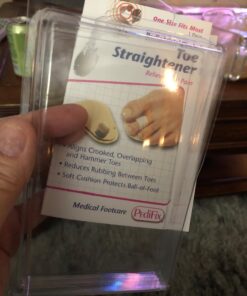 One Size Fits Most
Toe
Straightener
Pain
Aligns Crooked, Overlapping
and Hammer Toes
• Reduces Rubbing Between Toes
• Soft Cushion Protects Ball-of-Foot
Medical Footcare
PediFix